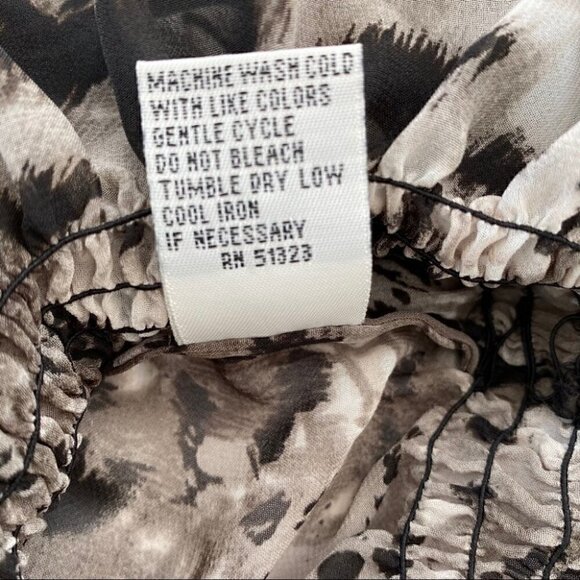 MACHINE WASH COLD
WITH LIKE COLORS
GENTLE CYCLE
DO NOT BLEACH
TUMBLE DRY LOW
COOL IRON
IF NECESSARY
RN 51323